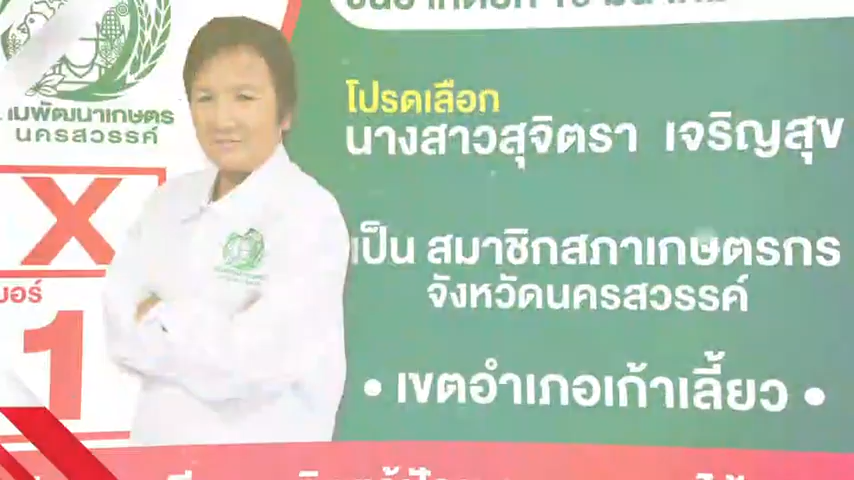 โปรดเลือก
นางสาวสุจิตรา เจริญสุข
เป็น สมาชิกสภาเกษตรกร
จังหวัดนครสวรรค์
• เขตอำเภอเก้าเลี้ยว •
พัฒนาเกษตร
นครสวรรค์
X
เบอร์
1